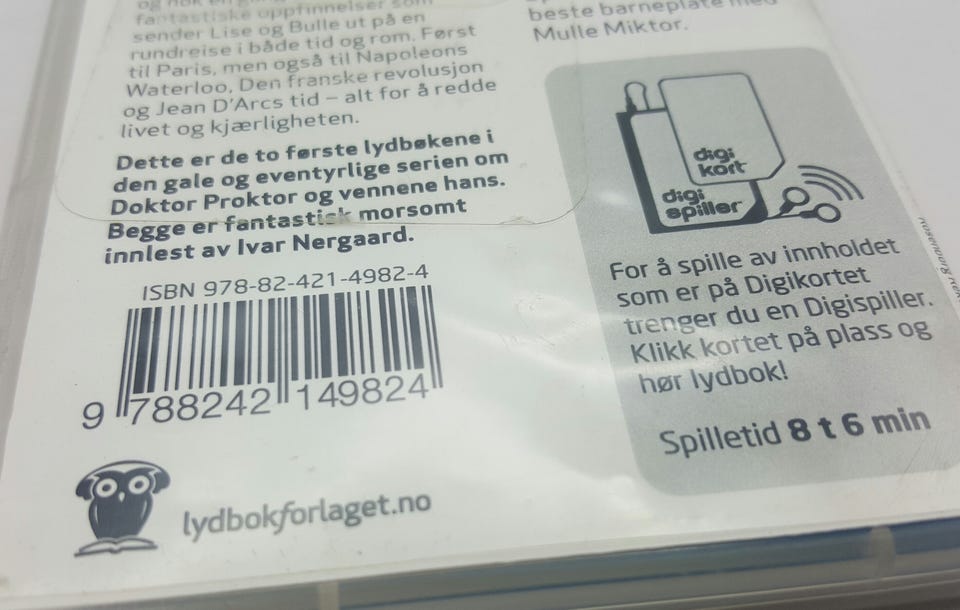 og nok en gang
fantastiske oppfinnelser som
sender Lise og Bulle ut på en
rundreise i både tid og rom. Først
til Paris, men også til Napoleons
Waterloo, Den franske revolusjon
og Jean D'Arcs tid – alt for å redde
livet og kjærligheten.
Dette er de to første lydbøkene i
den gale og eventyrlige serien om
Doktor Proktor og vennene hans.
Begge er fantastisk morsomt
innlest av Ivar Nergaard.
ISBN 978-82-421-4982-4
9 788242 149824
lydbokforlaget.no
beste barneplate med
Mulle Miktor.
digi
kort
digi
spiller
For å spille av innholdet
som er på Digikortet
trenger du en Digispiller.
Klikk kortet på plass og
hør lydbok!
Spilletid 8 t 6 min